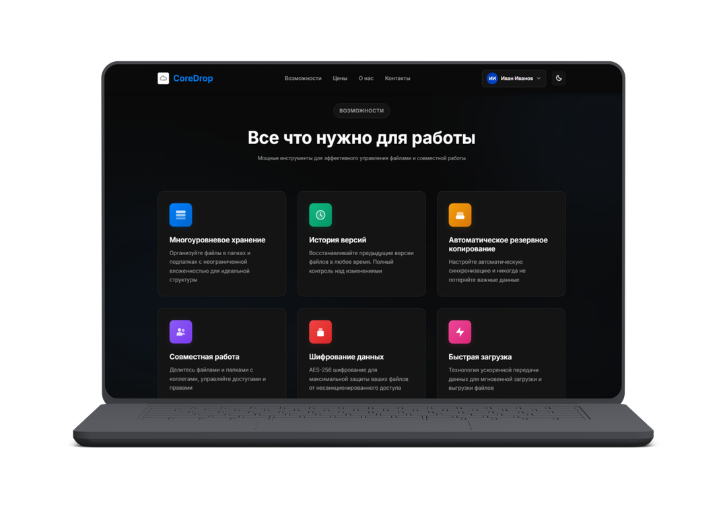 CoreDrop
Возможности Цены О нас Контакты
ИИ Иван Иванов
ВОЗМОЖНОСТИ
Все что нужно для работы
Мощные инструменты для эффективного управления файлами и совместной работы
Многоуровневое хранение
Организуйте файлы в папках и
подпапках с неограниченной
вложенностью для идеальной
структуры
История версий
Восстанавливайте предыдущие версии
файлов в любое время. Полный
контроль над изменениями
Автоматическое резервное
копирование
Настройте автоматическую
синхронизацию и никогда не
потеряйте важные данные
Совместная работа
Делитесь файлами и папками с
коллегами, управляйте доступами и
правами
Шифрование данных
AES-256 шифрование для
максимальной защиты ваших файлов
от несанкционированного доступа
Быстрая загрузка
Технология ускоренной передачи
данных для мгновенной загрузки и
выгрузки файлов